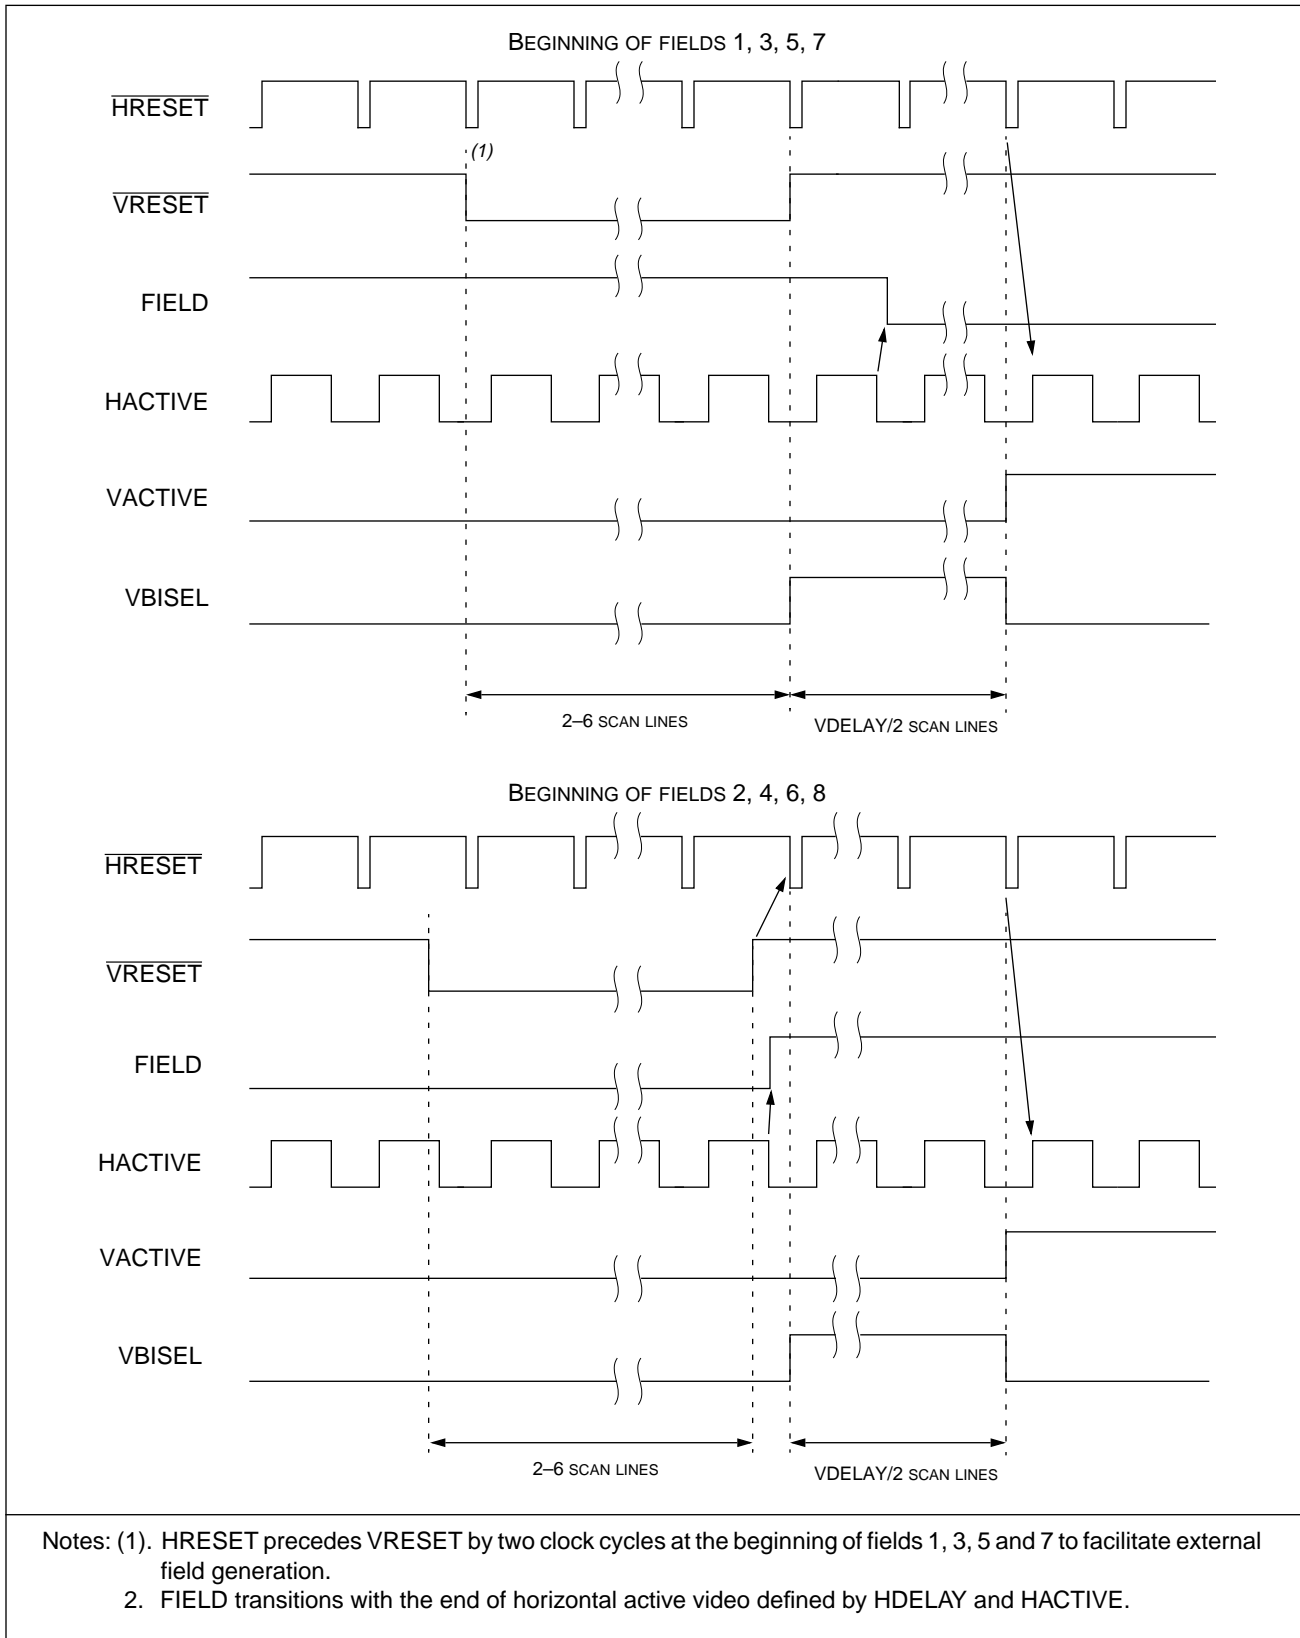 BEGINNING OF FIELDS 1, 3, 5, 7
HRESET
(1)
VRESET
FIELD
HACTIVE
VACTIVE
VBISEL
2–6 SCAN LINES
VDELAY/2 SCAN LINES
BEGINNING OF FIELDS 2, 4, 6, 8
HRESET
VRESET
FIELD
HACTIVE
VACTIVE
VBISEL
2–6 SCAN LINES
VDELAY/2 SCAN LINES
Notes: (1). HRESET precedes VRESET by two clock cycles at the beginning of fields 1, 3, 5 and 7 to facilitate external
field generation.
2. FIELD transitions with the end of horizontal active video defined by HDELAY and HACTIVE.